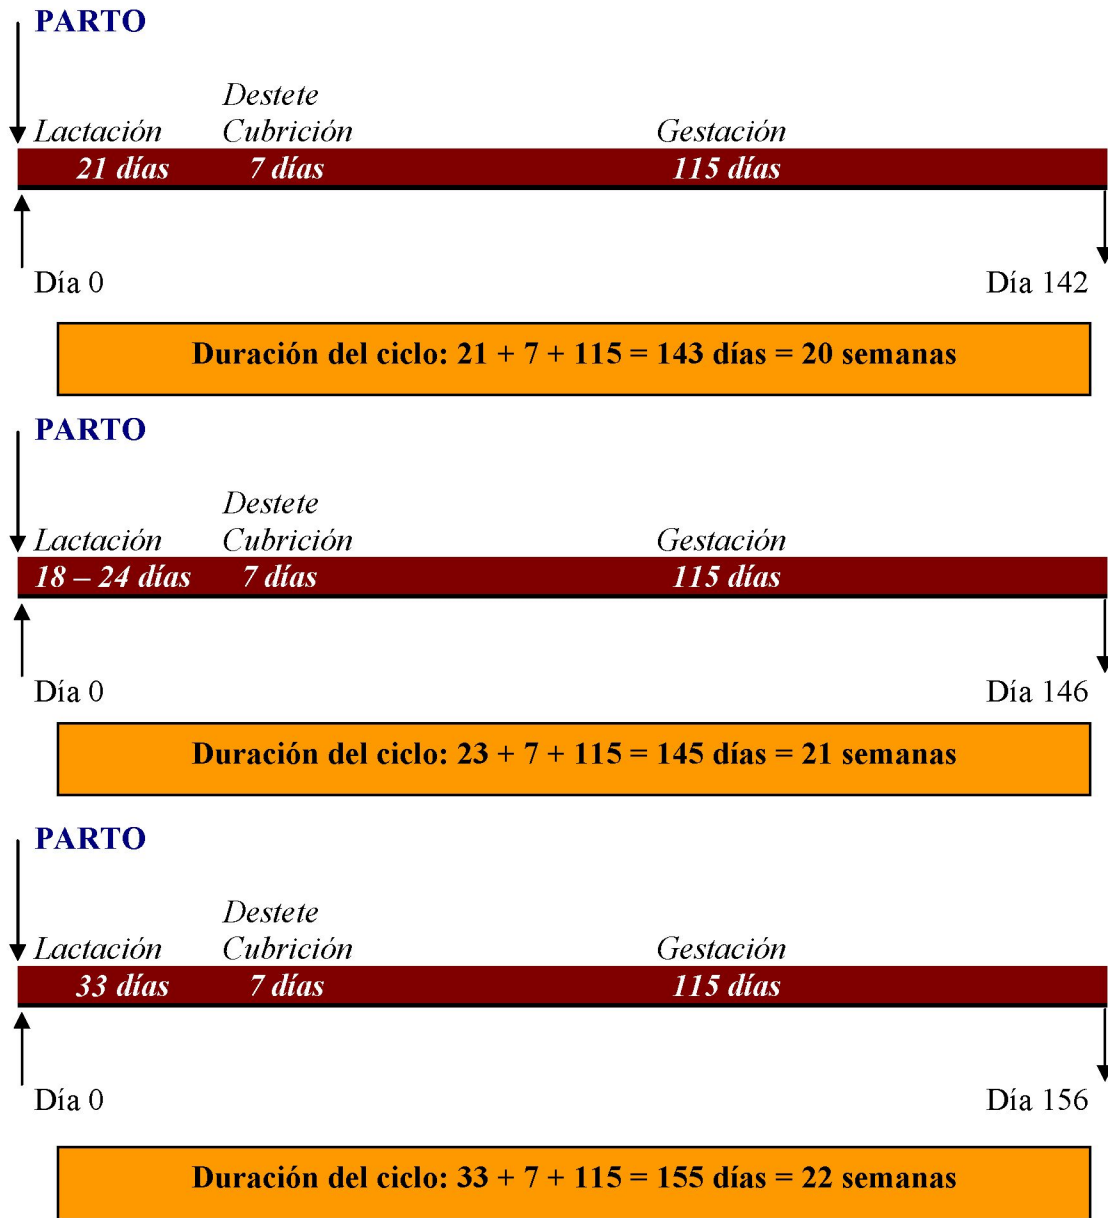 PARTO
Destete
Lactación Cubrición Gestación
21 días 7 días 115 días
Día 0 Día 142
Duración del ciclo: 21 + 7 + 115 = 143 días = 20 semanas
PARTO
Destete
Lactación Cubrición Gestación
18 – 24 días 7 días 115 días
Día 0 Día 146
Duración del ciclo: 23 + 7 + 115 = 145 días = 21 semanas
PARTO
Destete
Lactación Cubrición Gestación
33 días 7 días 115 días
Día 0 Día 156
Duración del ciclo: 33 + 7 + 115 = 155 días = 22 semanas